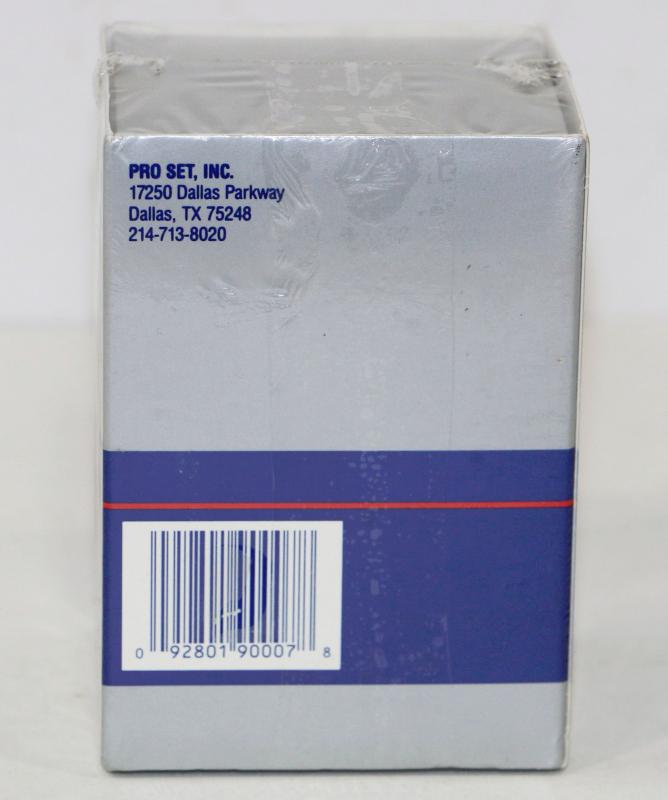 PRO SET, INC.
17250 Dallas Parkway
Dallas, TX 75248
214-713-8020
0 92801 90007 8